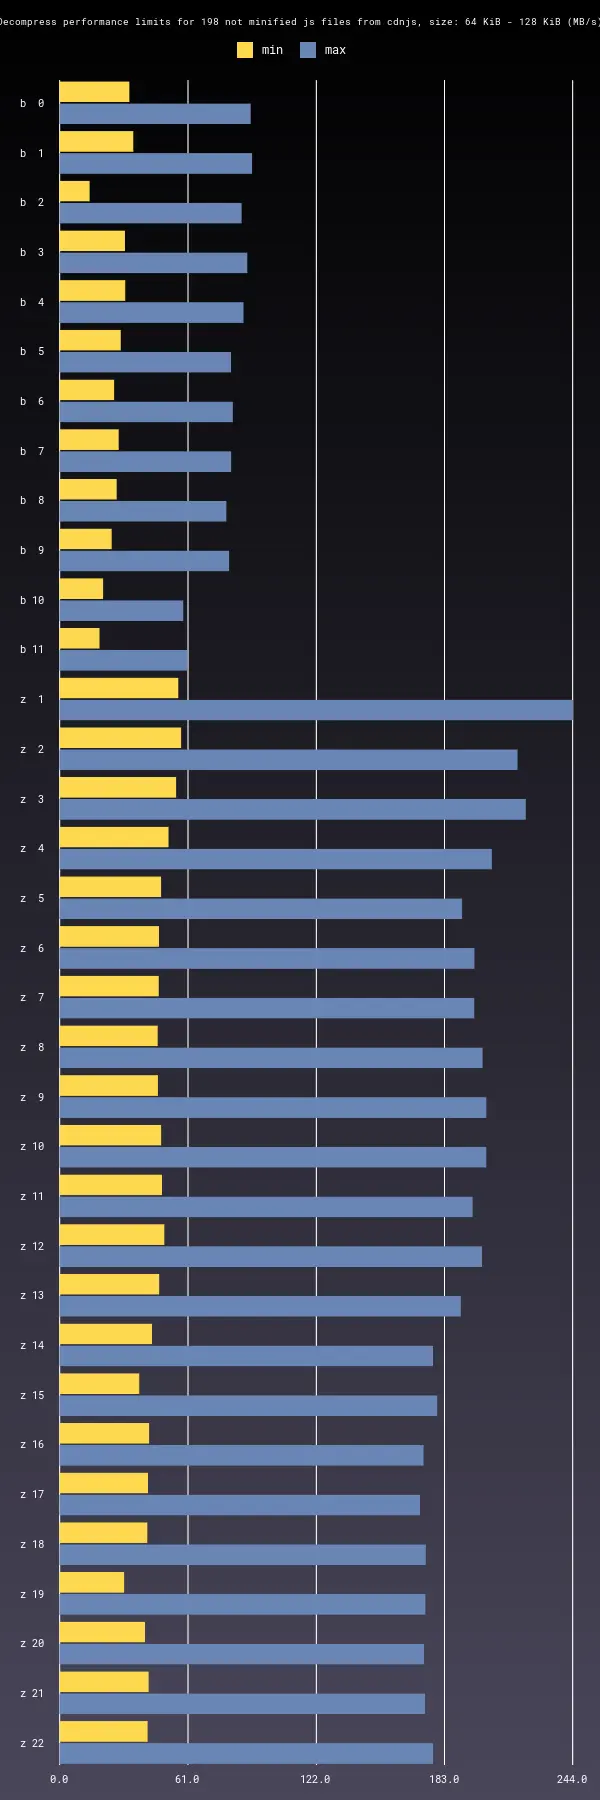 Decompress performance limits for 198 not minified js files from cdnjs, size: 64 KiB - 128 KiB (MB/s)
min max
b 0
b 1
b 2
b 3
b 4
b 5
b 6
b 7
b 8
b 9
b 10
b 11
z 1
z 2
z 3
z 4
z 5
z 6
z 7
z 8
z 9
z 10
z 11
z 12
z 13
z 14
z 15
z 16
z 17
z 18
z 19
z 20
z 21
z 22
0.0 61.0 122.0 183.0 244.0